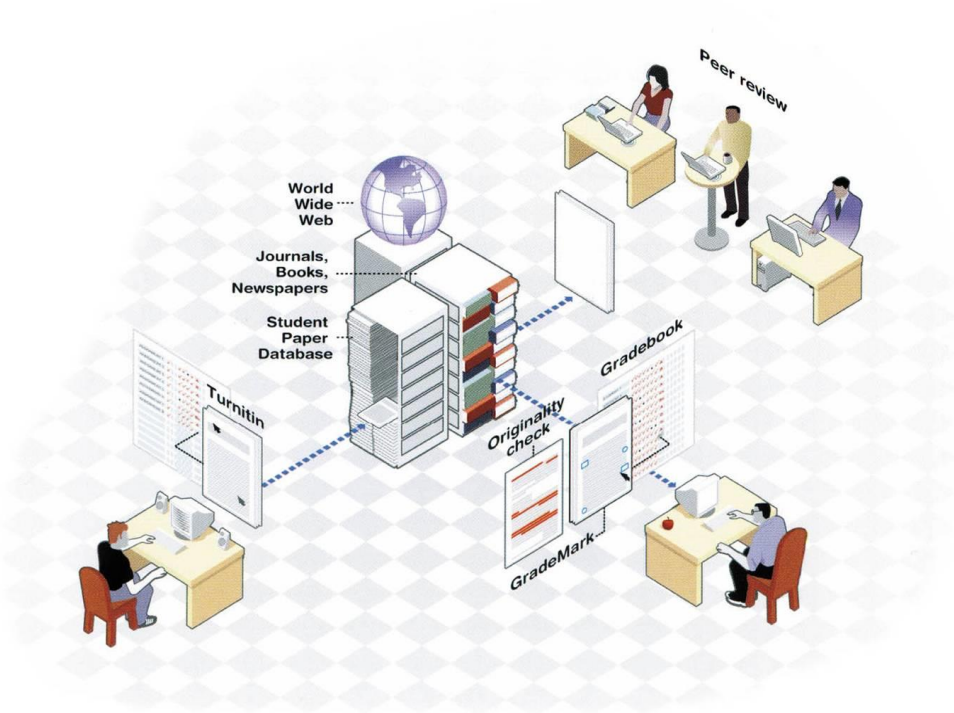 Peer review
World
Wide
Web
Journals,
Books,
Newspapers
Student
Paper
Database
Turnitin
Gradebook
Originality
check
GradeMark